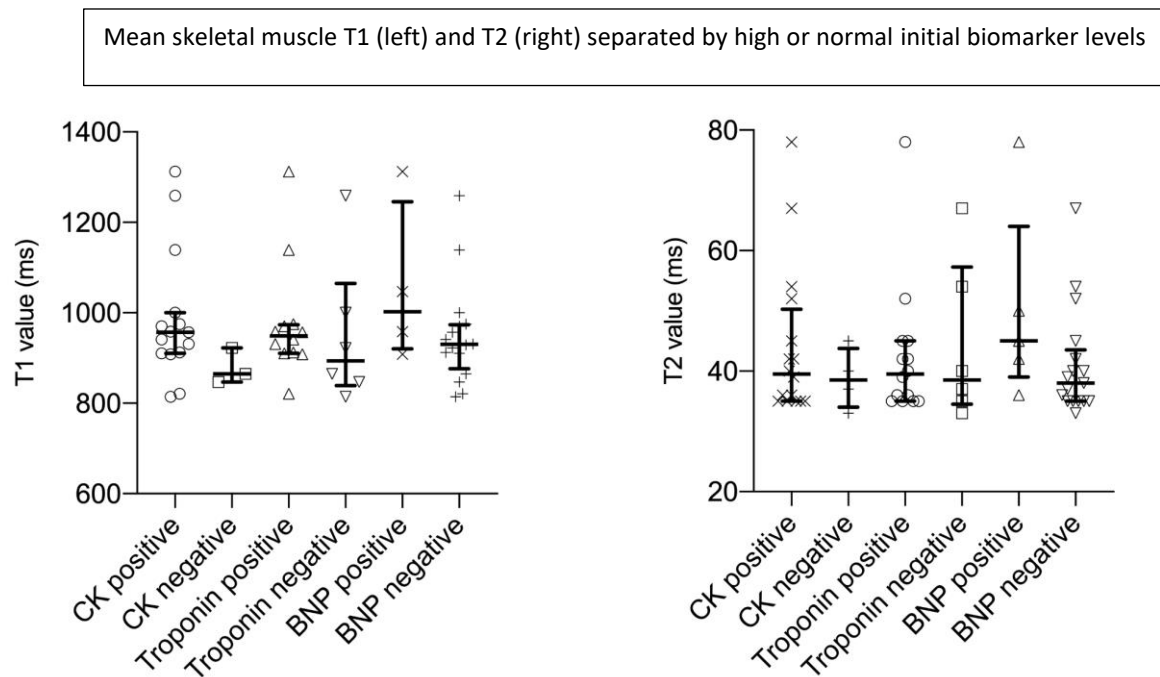 Mean skeletal muscle T1 (left) and T2 (right) separated by high or normal initial biomarker levels
1400
1200
1000
800
600
T1 value (ms)
CK positive
CK negative
Troponin positive
Troponin negative
BNP positive
BNP negative
80
60
40
20
T2 value (ms)
CK positive
CK negative
Troponin positive
Troponin negative
BNP positive
BNP negative